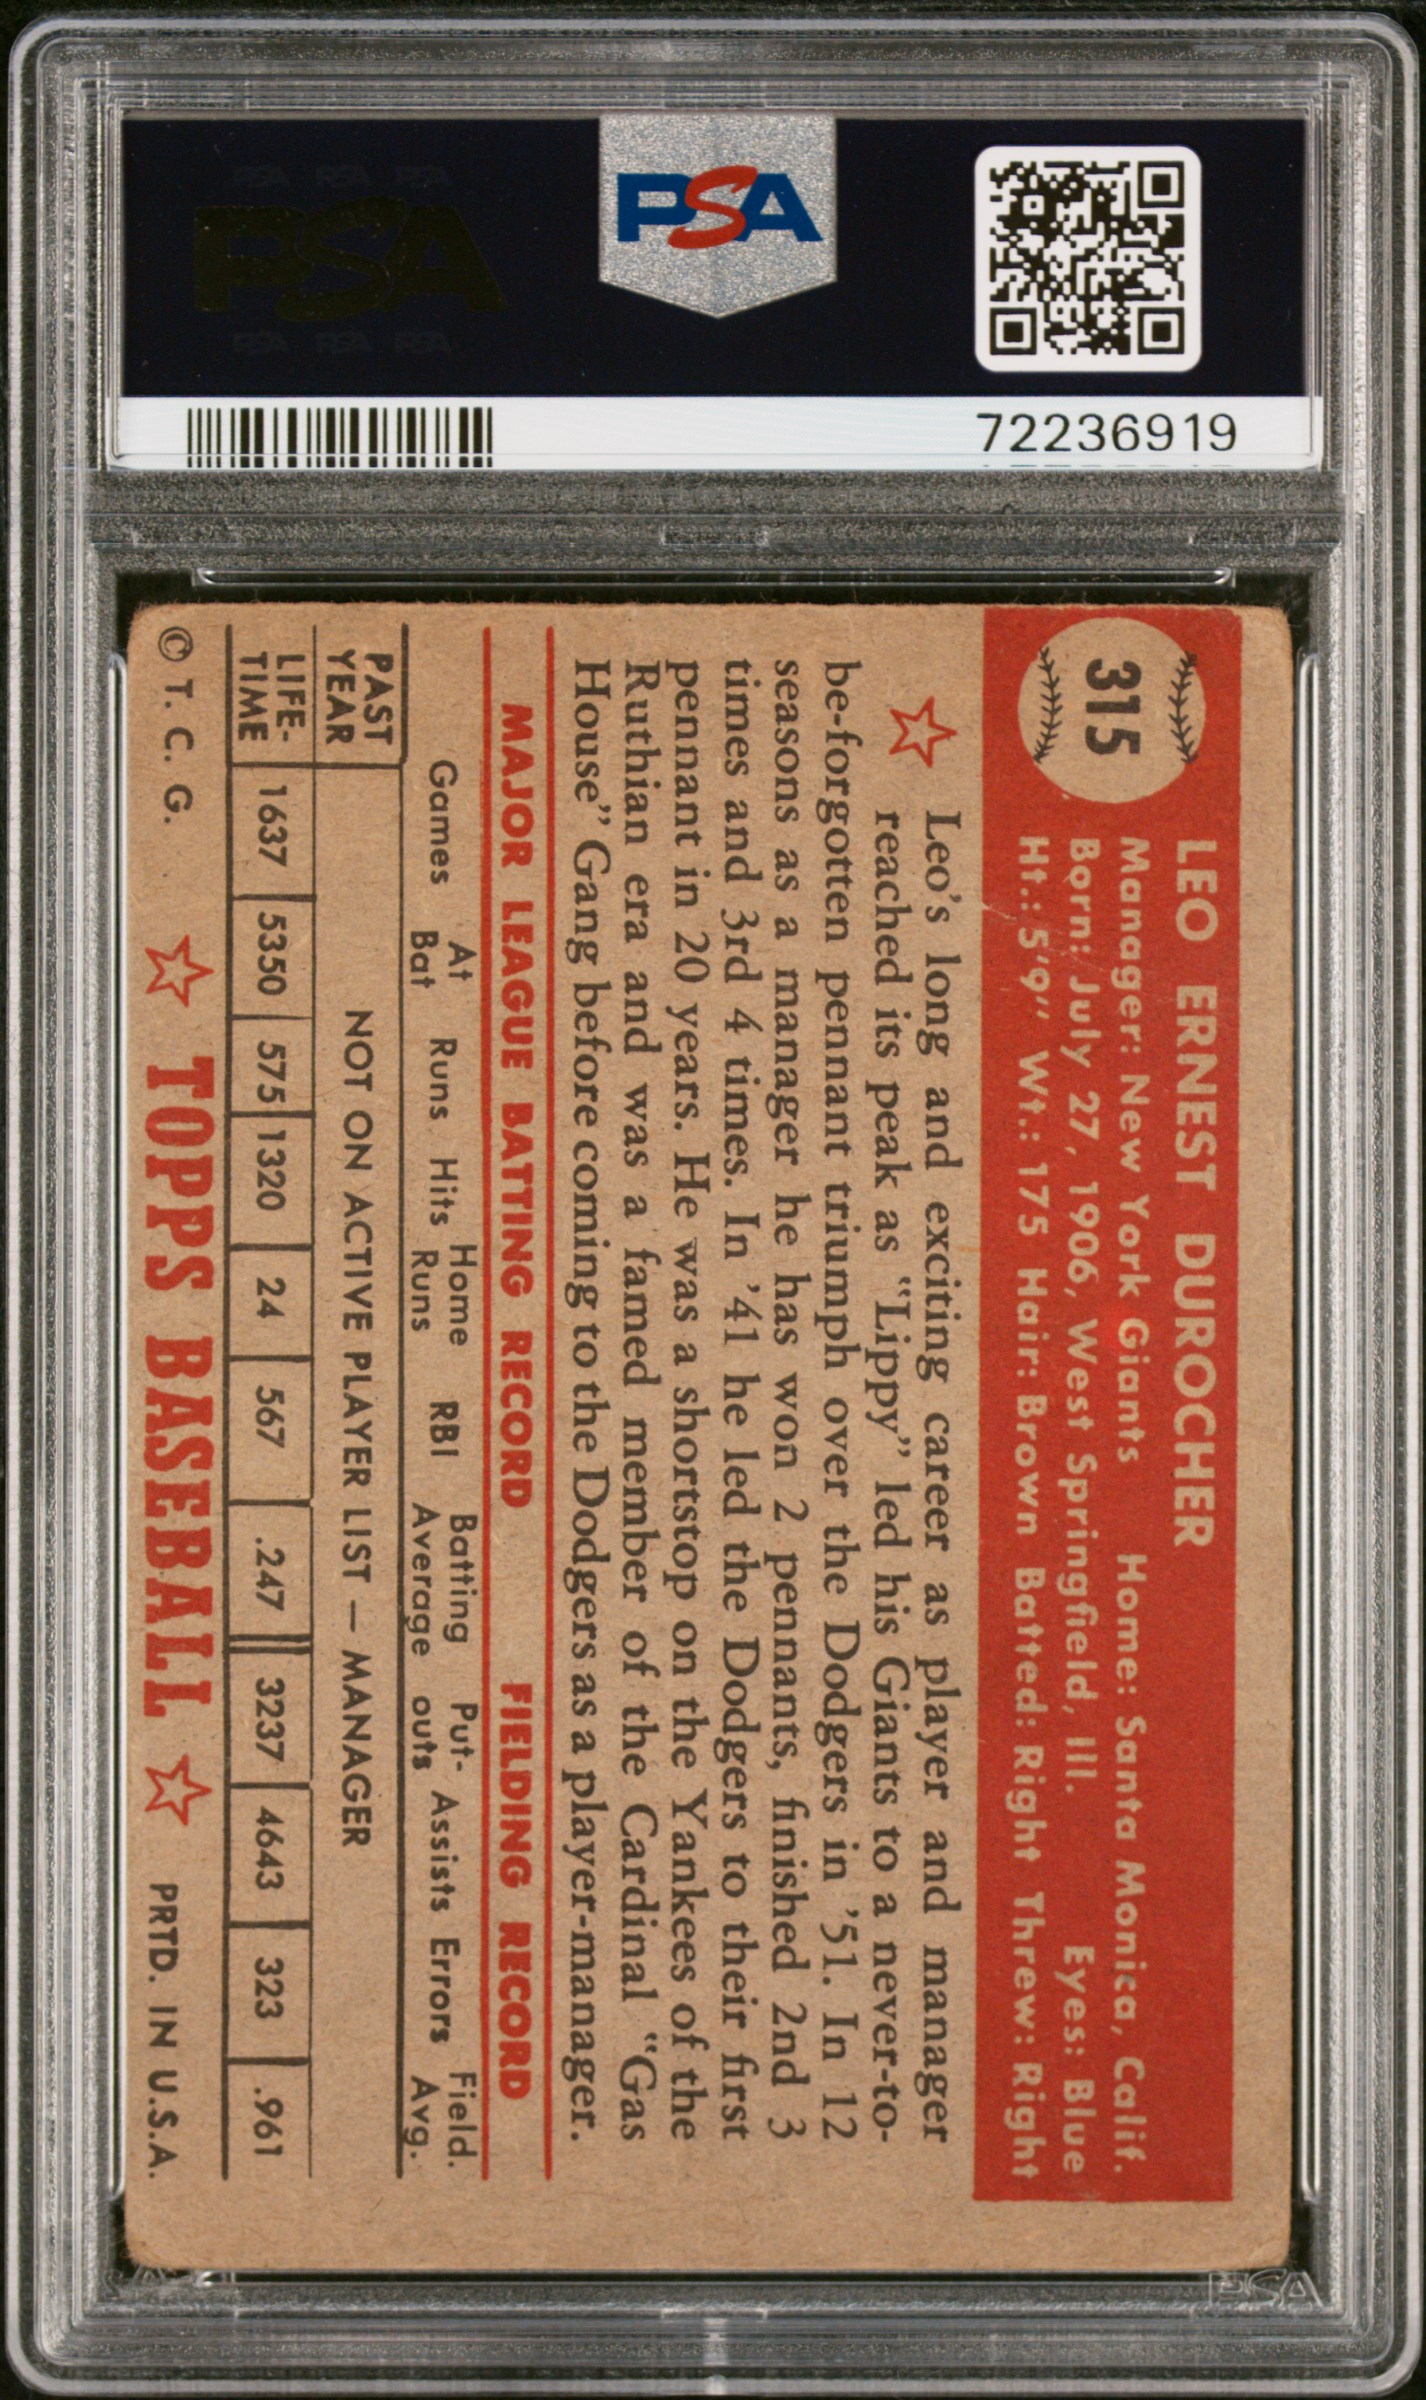 PSA PSA PSA
PSA
PSA PSA PSA
PSA
72236919
315
LEO ERNEST DUROCHER
Manager: New York Giants Home: Santa Monica, Calif.
Born: July 27, 1906, West Springfield, Ill. Eyes: Blue
Ht.: 5'9" Wt.: 175 Hair: Brown Batted: Right Threw: Right
Leo's long and exciting career as player and manager
reached its peak as "Lippy" led his Giants to a never-to-
be-forgotten pennant triumph over the Dodgers in '51. In 12
seasons as a manager he has won 2 pennants, finished 2nd 3
times and 3rd 4 times. In '41 he led the Dodgers to their first
pennant in 20 years. He was a shortstop on the Yankees of the
Ruthian era and was a famed member of the Cardinal "Gas
House" Gang before coming to the Dodgers as a player-manager.
MAJOR LEAGUE BATTING RECORD FIELDING RECORD
Games At Bat Runs Hits Home Runs RBI Batting Average Put-outs Assists Errors Field. Avg.
PAST YEAR NOT ON ACTIVE PLAYER LIST — MANAGER
LIFE-TIME 1637 5350 575 1320 24 567 .247 3237 4643 323 .961
© T. C. G. TOPPS BASEBALL PRTD. IN U.S.A.
PSA